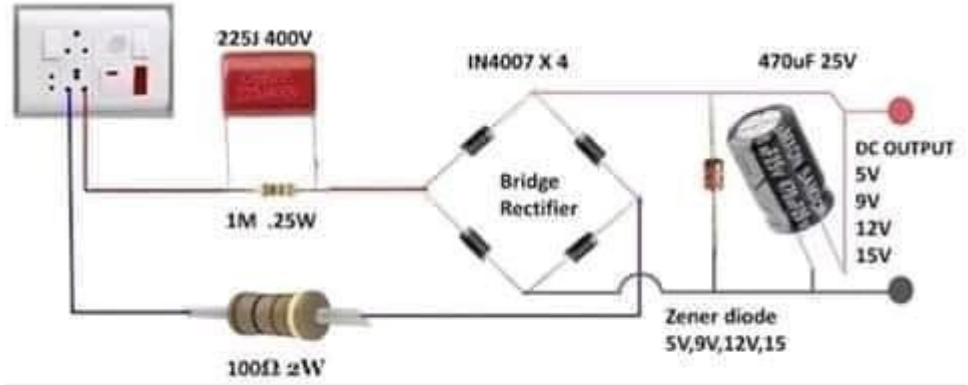 225J 400V
IN4007 X 4
470uF 25V
DC OUTPUT
5V
9V
12V
15V
Bridge
Rectifier
1M .25W
Zener diode
5V,9V,12V,15
100Ω 2W